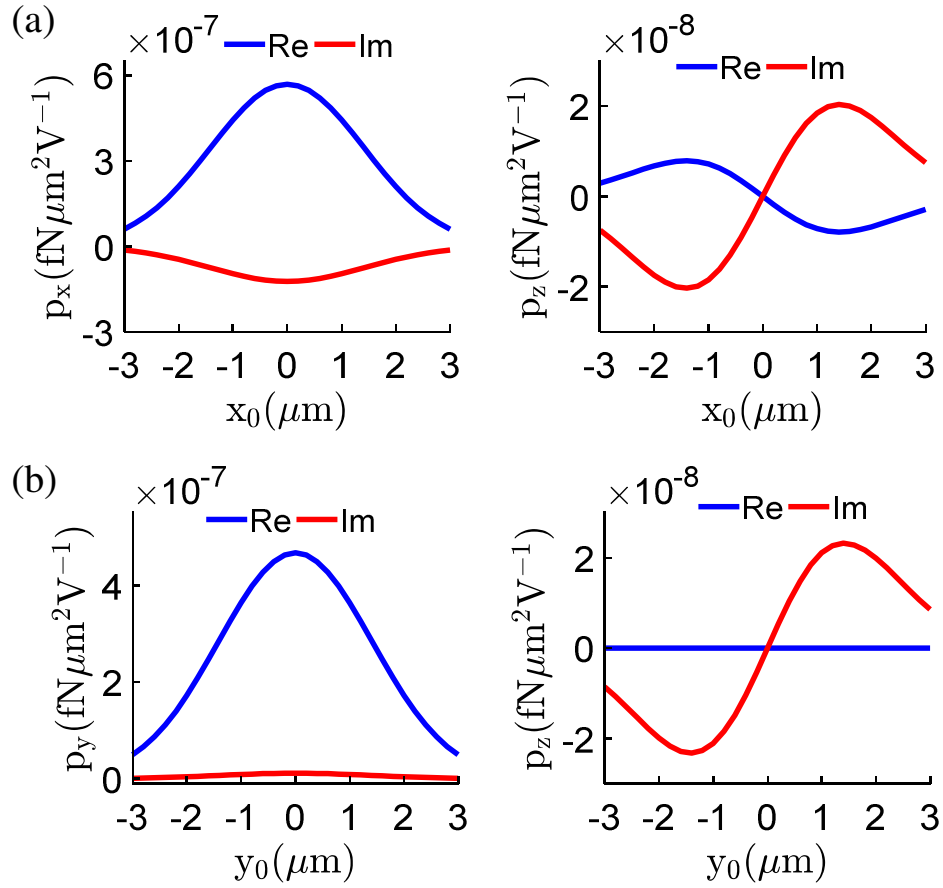 (a)
×10⁻⁷
Re Im
6
3
0
-3
-3 -2 -1 0 1 2 3
pₓ(fNμm²V⁻¹)
x₀(μm)
×10⁻⁸
Re Im
2
0
-2
-3 -2 -1 0 1 2 3
p_z(fNμm²V⁻¹)
x₀(μm)
(b)
×10⁻⁷
Re Im
4
2
0
-3 -2 -1 0 1 2 3
p_y(fNμm²V⁻¹)
y₀(μm)
×10⁻⁸
Re Im
2
0
-2
-3 -2 -1 0 1 2 3
p_z(fNμm²V⁻¹)
y₀(μm)